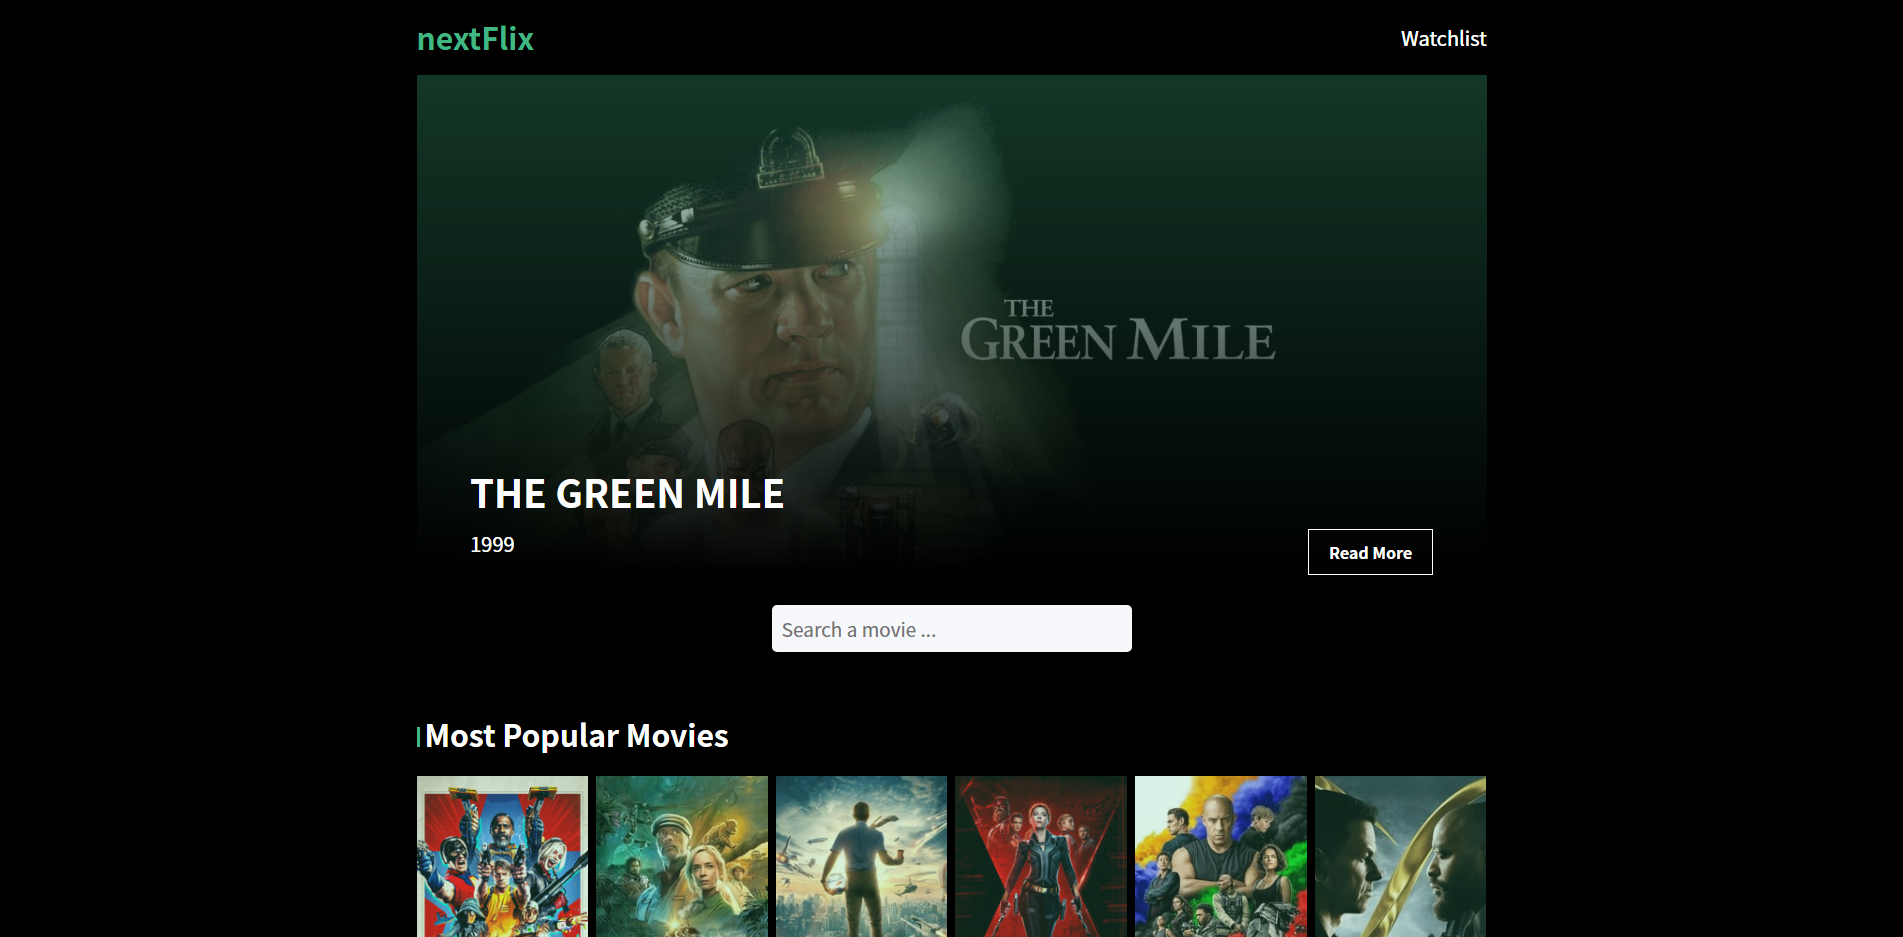 nextFlix
Watchlist
THE
GREEN MILE
THE GREEN MILE
1999
Read More
Search a movie ...
Most Popular Movies